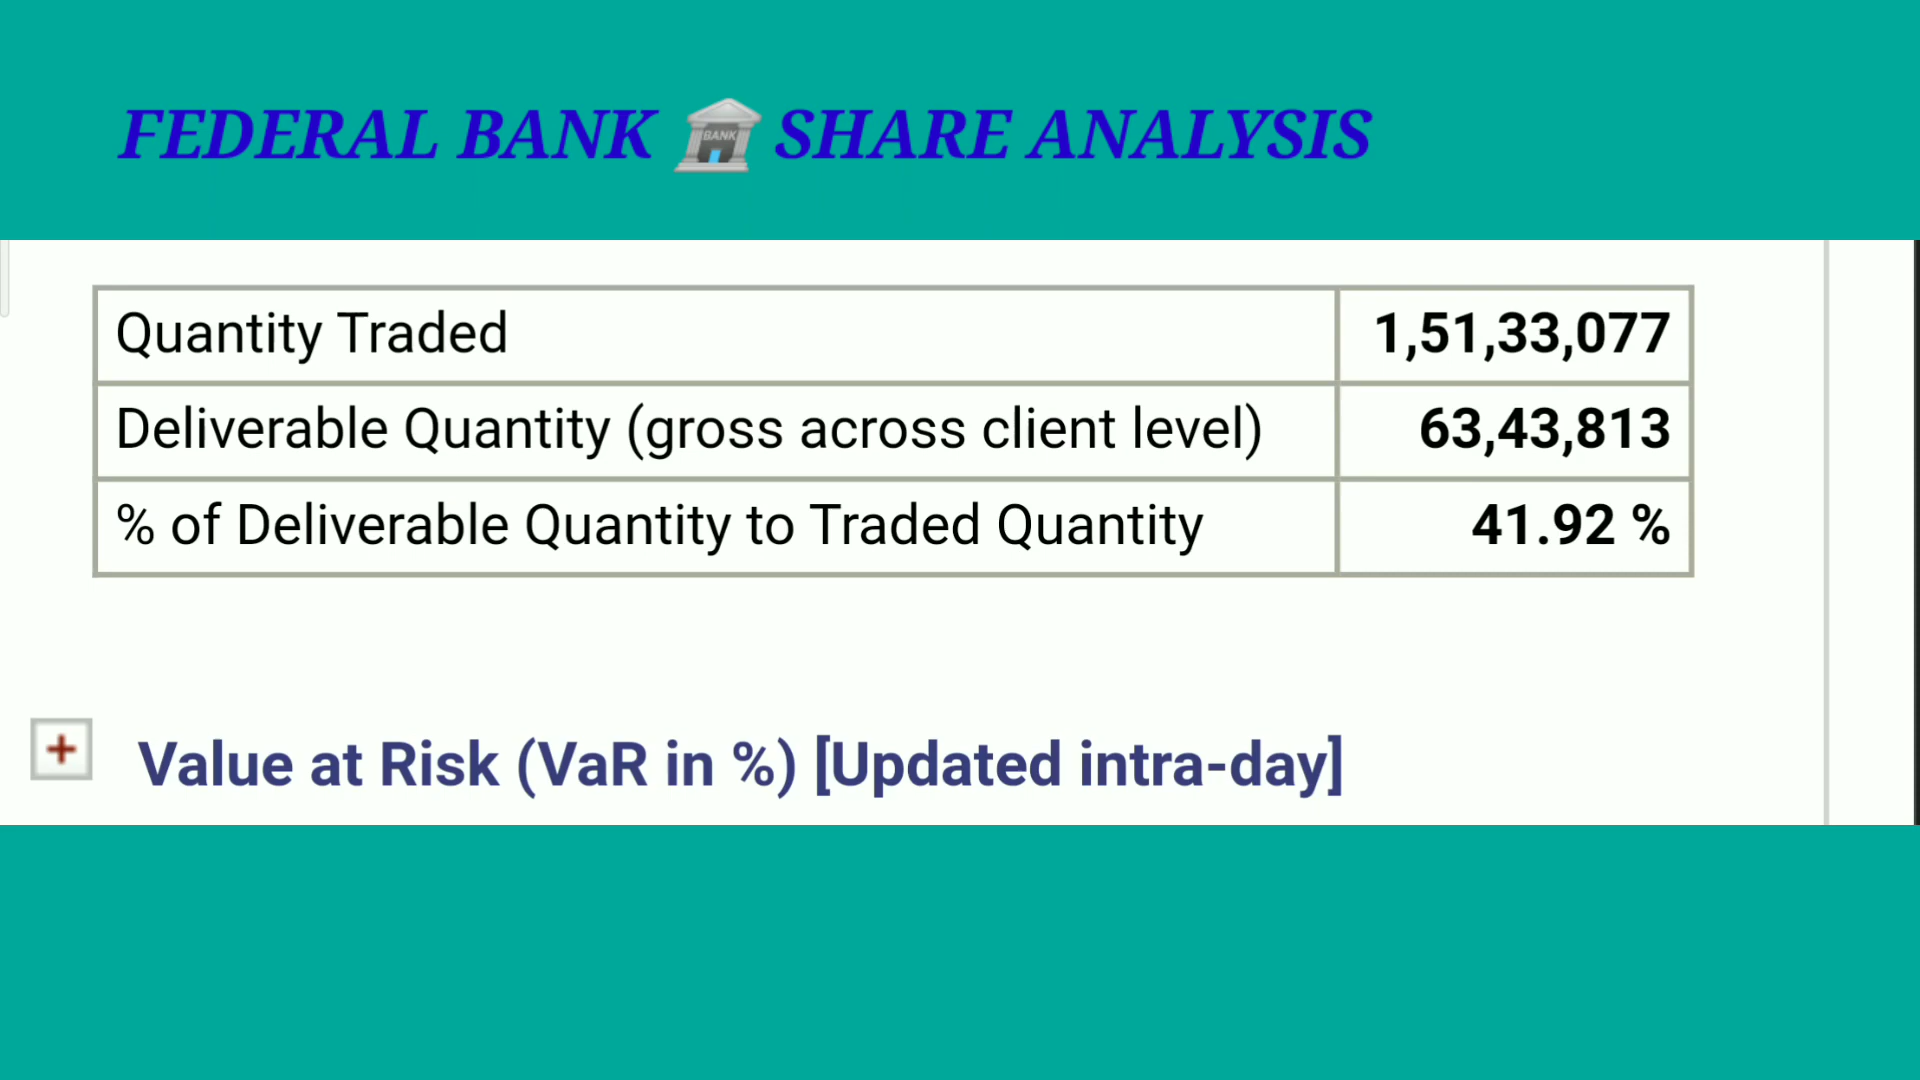 FEDERAL BANK 🏦 SHARE ANALYSIS
Quantity Traded 1,51,33,077
Deliverable Quantity (gross across client level) 63,43,813
% of Deliverable Quantity to Traded Quantity 41.92 %
+ Value at Risk (VaR in %) [Updated intra-day]